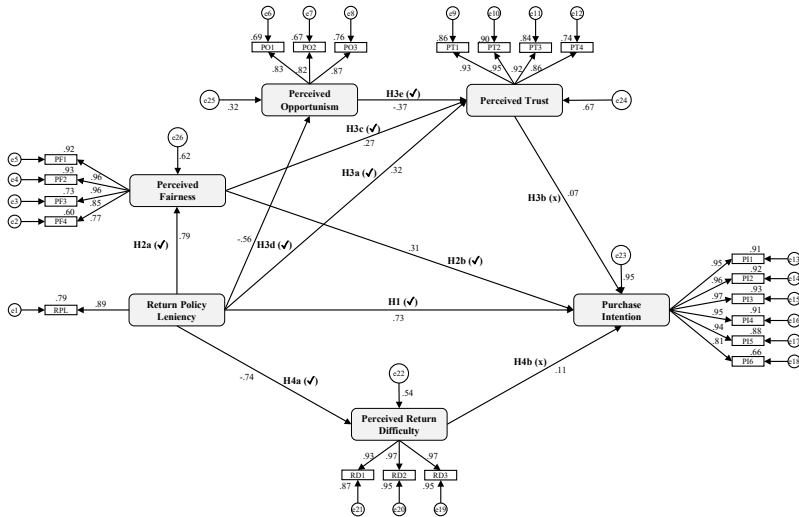 e6 e7 e8 e9 e10 e11 e12
.69 .67 .76 .86 .90 .84 .74
PO1 PO2 PO3 PT1 PT2 PT3 PT4
.83 .82 .87 .93 .95 .92 .86
e25 .32
Perceived
Opportunism
H3e (✓)
-.37
Perceived Trust
.67 e24
H3c (✓)
.27
e26
.62
H3a (✓)
.32
e5 .92 PF1
e4 .93 PF2 .96
e3 .73 PF3 .96
.85
e2 .60 PF4 .77
Perceived
Fairness
H3b (x) .07
H2a (✓) .79
-.56 H3d (✓)
.31 H2b (✓)
e23
.95
e1 .79 RPL .89
Return Policy
Leniency
H1 (✓)
.73
Purchase
Intention
.95 .91 PI1 e13
.96 .92 PI2 e14
.97 .93 PI3 e15
.95 .91 PI4 e16
.94 .88 PI5 e17
.81 .66 PI6 e18
-.74 H4a (✓)
H4b (x)
.11
e22
.54
Perceived Return
Difficulty
.93 .97 .97
RD1 RD2 RD3
.87 .95 .95
e21 e20 e19